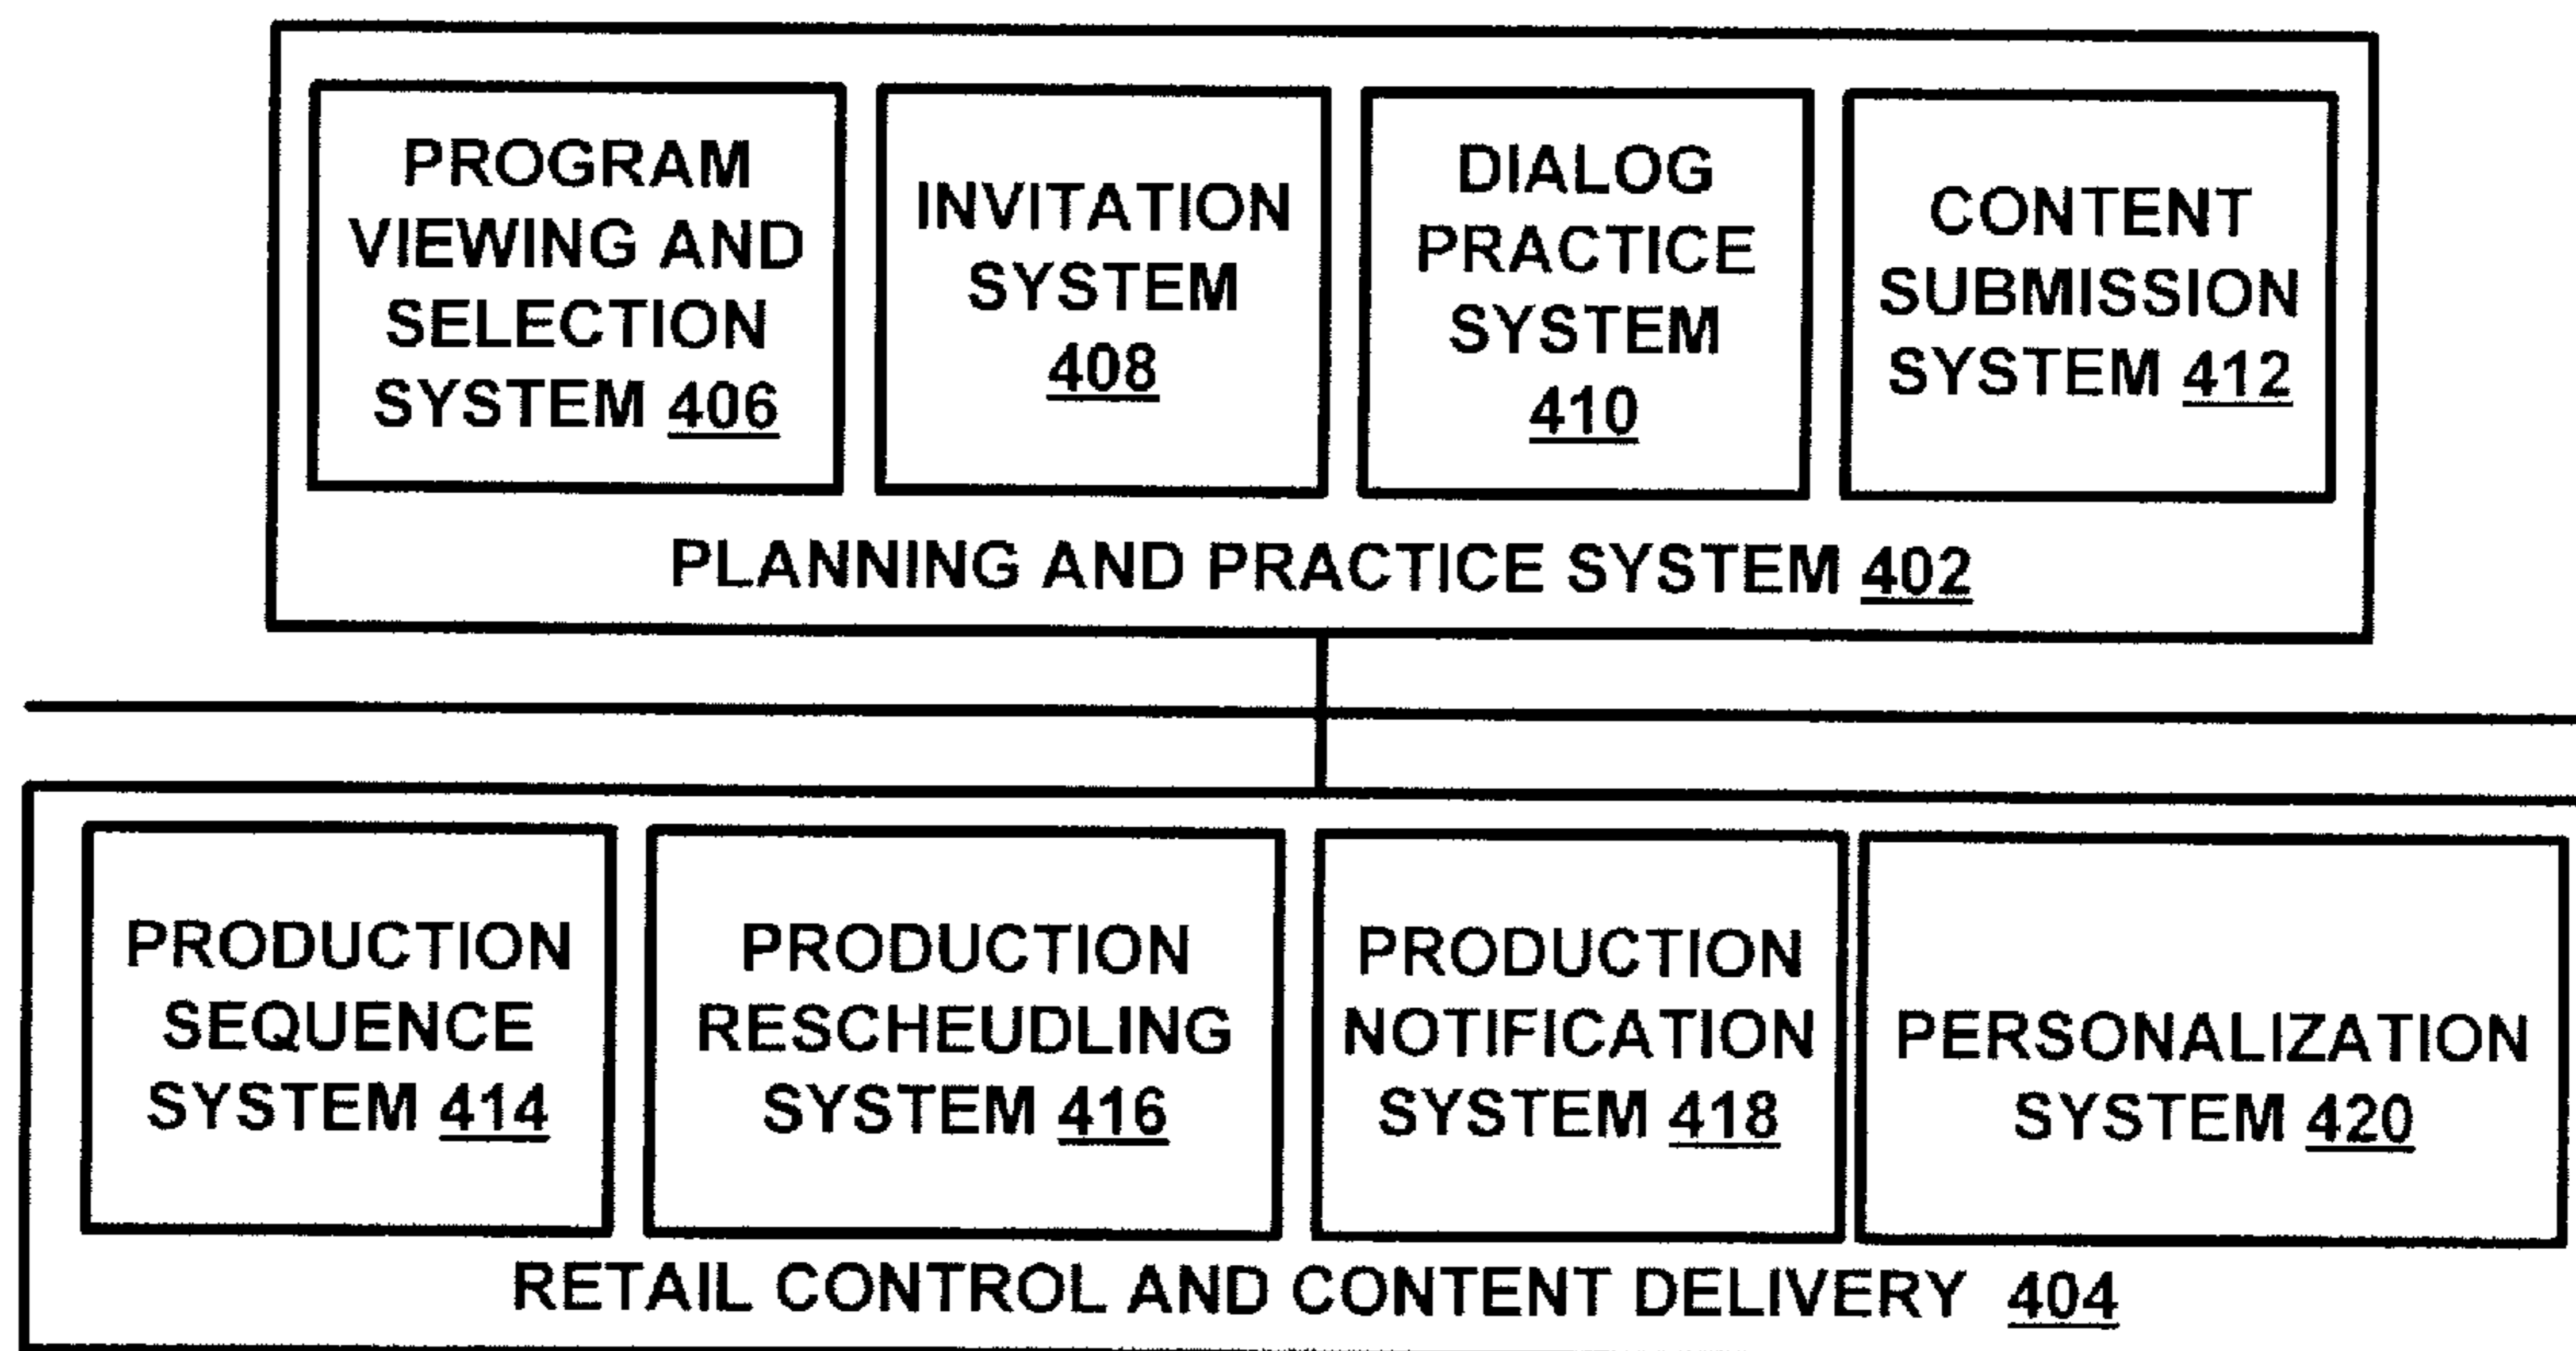 PROGRAM
VIEWING AND
SELECTION
SYSTEM 406
INVITATION
SYSTEM
408
DIALOG
PRACTICE
SYSTEM
410
CONTENT
SUBMISSION
SYSTEM 412
PLANNING AND PRACTICE SYSTEM 402
PRODUCTION
SEQUENCE
SYSTEM 414
PRODUCTION
RESCHEUDLING
SYSTEM 416
PRODUCTION
NOTIFICATION
SYSTEM 418
PERSONALIZATION
SYSTEM 420
RETAIL CONTROL AND CONTENT DELIVERY 404